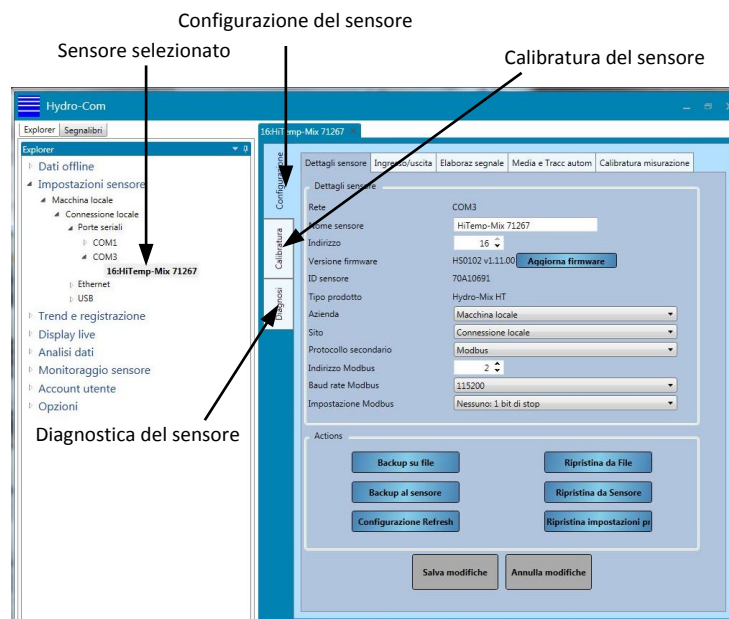 Configurazione del sensore
Sensore selezionato
Calibratura del sensore
Hydro-Com
Explorer Segnalibri
16:HiTemp-Mix 71267
Explorer
Dati offline
Impostazioni sensore
Macchina locale
Connessione locale
Porte seriali
COM1
COM3
16:HiTemp-Mix 71267
Ethernet
USB
Trend e registrazione
Display live
Analisi dati
Monitoraggio sensore
Account utente
Opzioni
Diagnostica del sensore
Configurazione
Calibratura
Diagnosi
Dettagli sensore Ingresso/uscita Elaboraz segnale Media e Tracc autom Calibratura misurazione
Dettagli sensore
Rete COM3
Nome sensore HiTemp-Mix 71267
Indirizzo 16
Versione firmware HS0102 v1.11.00 Aggiorna firmware
ID sensore 70A10691
Tipo prodotto Hydro-Mix HT
Azienda Macchina locale
Sito Connessione locale
Protocollo secondario Modbus
Indirizzo Modbus 2
Baud rate Modbus 115200
Impostazione Modbus Nessuno: 1 bit di stop
Actions
Backup su file Ripristina da File
Backup al sensore Ripristina da Sensore
Configurazione Refresh Ripristina impostazioni pr
Salva modifiche Annulla modifiche